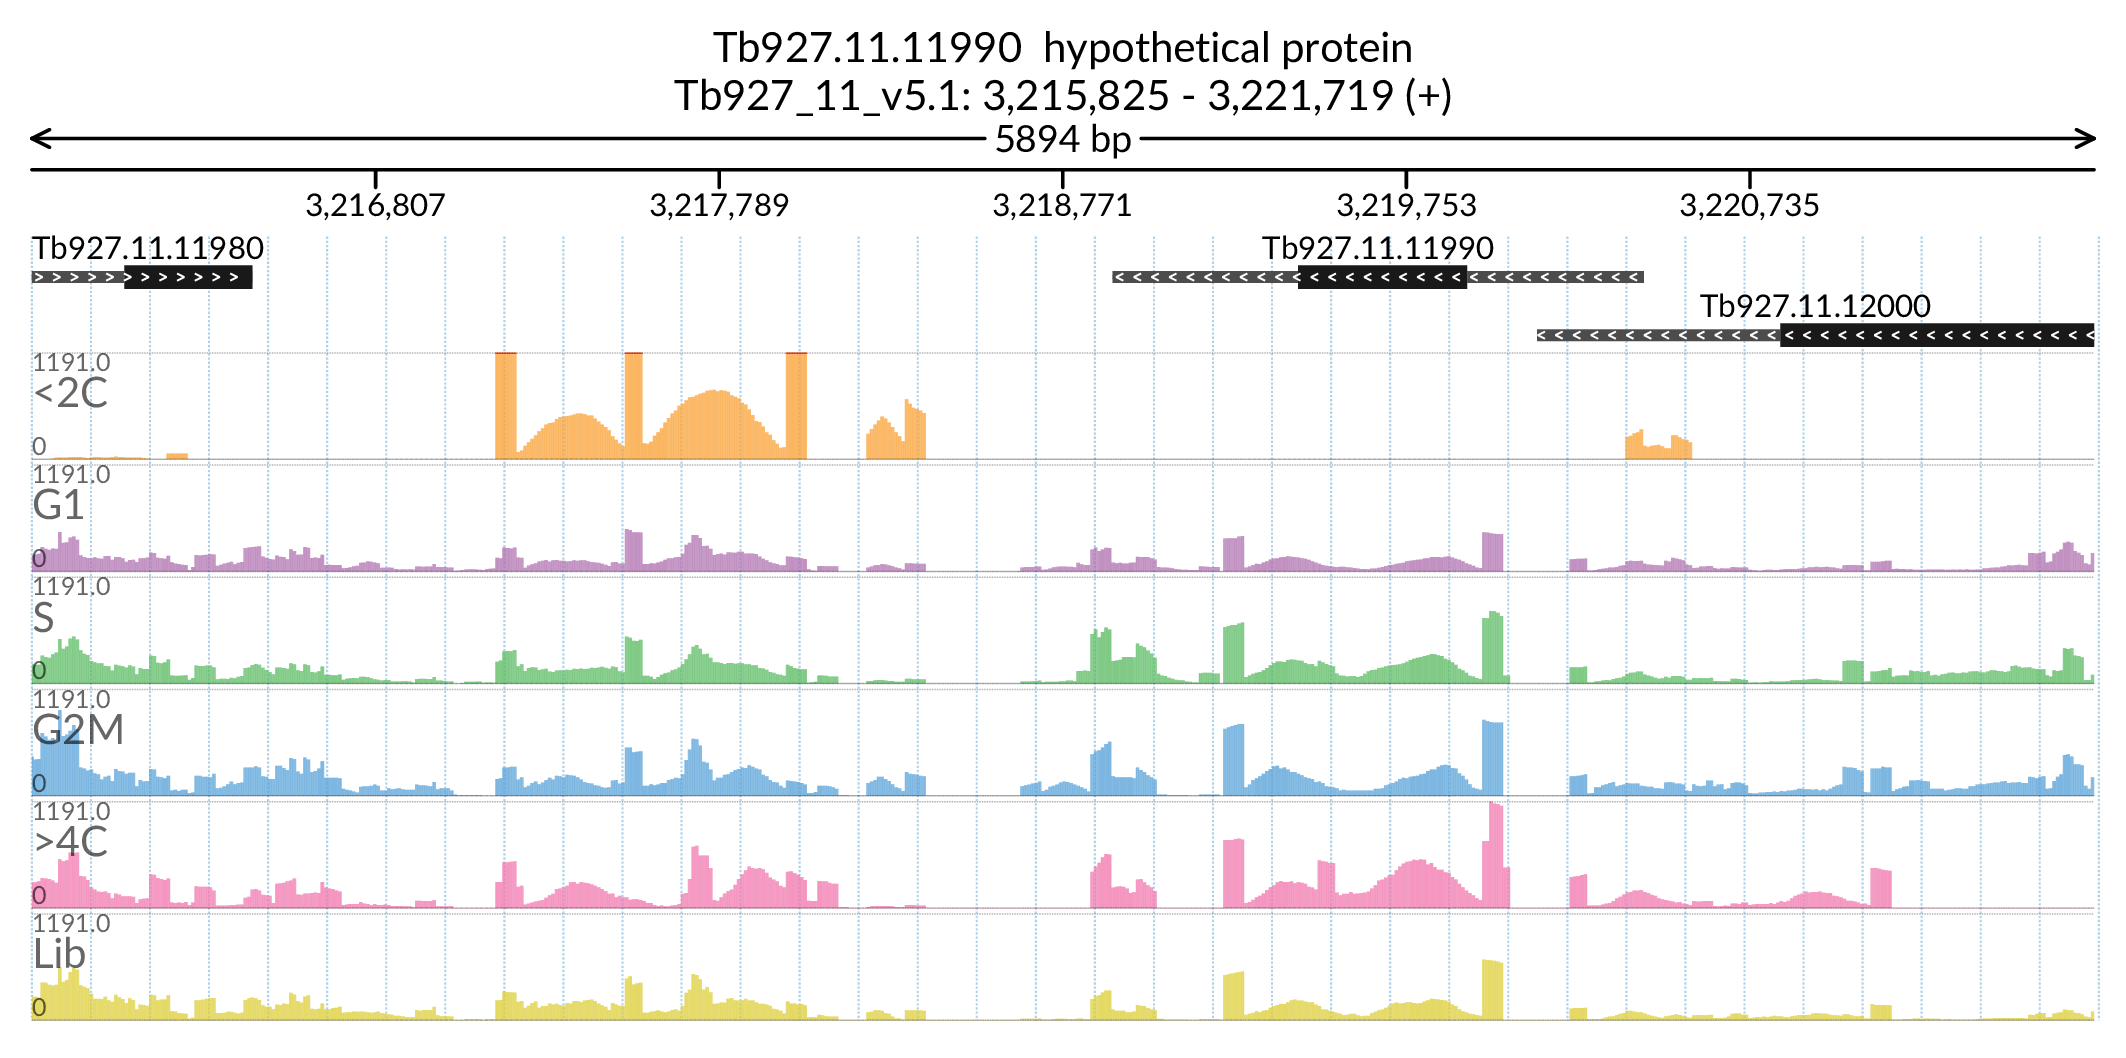 Tb927.11.11990  hypothetical protein
Tb927_11_v5.1: 3,215,825 - 3,221,719 (+)
5894 bp
3,216,807 3,217,789 3,218,771 3,219,753 3,220,735
Tb927.11.11980 Tb927.11.11990
Tb927.11.12000
1191.0
<2C
0
1191.0
G1
0
1191.0
S
0
1191.0
G2M
0
1191.0
>4C
0
1191.0
Lib
0